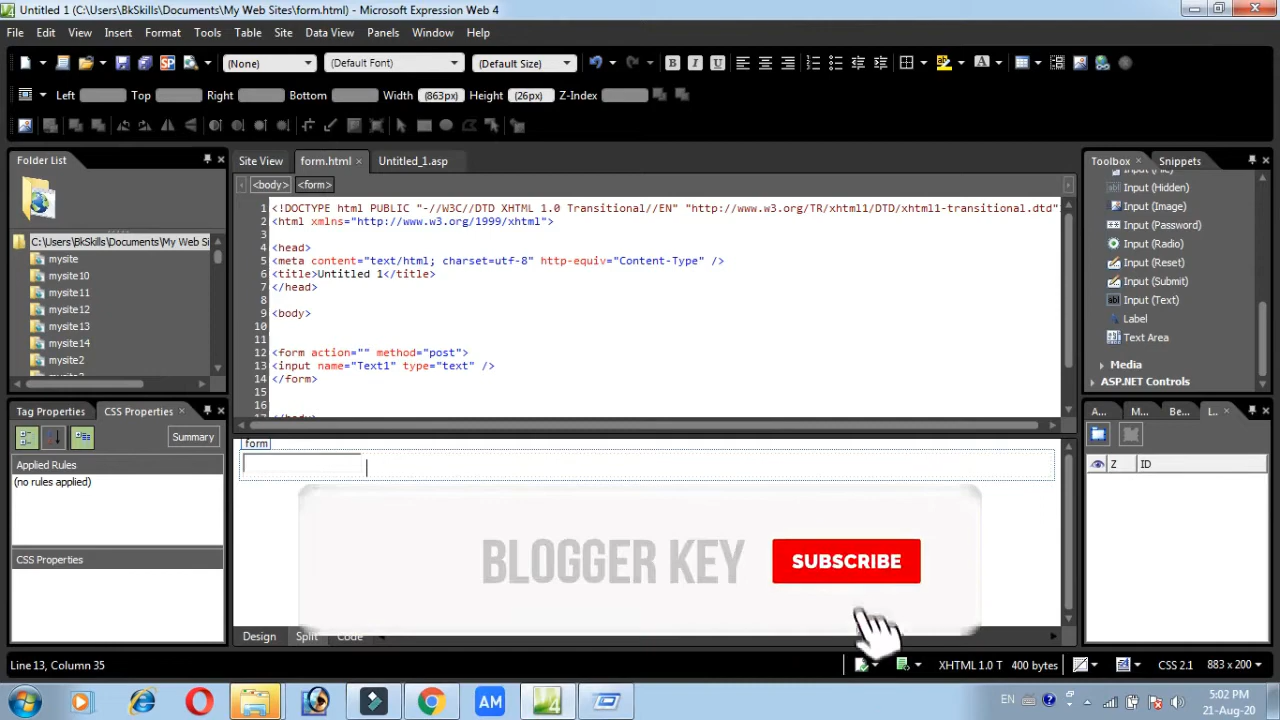 Untitled 1 (C:\Users\BkSkills\Documents\My Web Sites\form.html) - Microsoft Expression Web 4
File Edit View Insert Format Tools Table Site Data View Panels Window Help
(None) (Default Font) (Default Size) B I U A
Left Top Right Bottom Width (863px) Height (26px) Z-Index
Folder List
C:\Users\BkSkills\Documents\My Web Si
mysite
mysite10
mysite11
mysite12
mysite13
mysite14
mysite2
Site View form.html Untitled_1.asp
<body> <form>
1 <!DOCTYPE html PUBLIC "-//W3C//DTD XHTML 1.0 Transitional//EN" "http://www.w3.org/TR/xhtml1/DTD/xhtml1-transitional.dtd"
2 <html xmlns="http://www.w3.org/1999/xhtml">
3
4 <head>
5 <meta content="text/html; charset=utf-8" http-equiv="Content-Type" />
6 <title>Untitled 1</title>
7 </head>
8
9 <body>
10
11
12 <form action="" method="post">
13 <input name="Text1" type="text" />
14 </form>
15
16
17 </body>
Toolbox Snippets
Input (File)
Input (Hidden)
Input (Image)
Input (Password)
Input (Radio)
Input (Reset)
Input (Submit)
Input (Text)
Label
Text Area
Media
ASP.NET Controls
Tag Properties CSS Properties
Summary
Applied Rules
(no rules applied)
CSS Properties
form
BLOGGER KEY SUBSCRIBE
Design Split Code
A... M... Be... L..
Z ID
Line 13, Column 35
XHTML 1.0 T 400 bytes CSS 2.1 883 x 200
AM
EN
5:02 PM
21-Aug-20